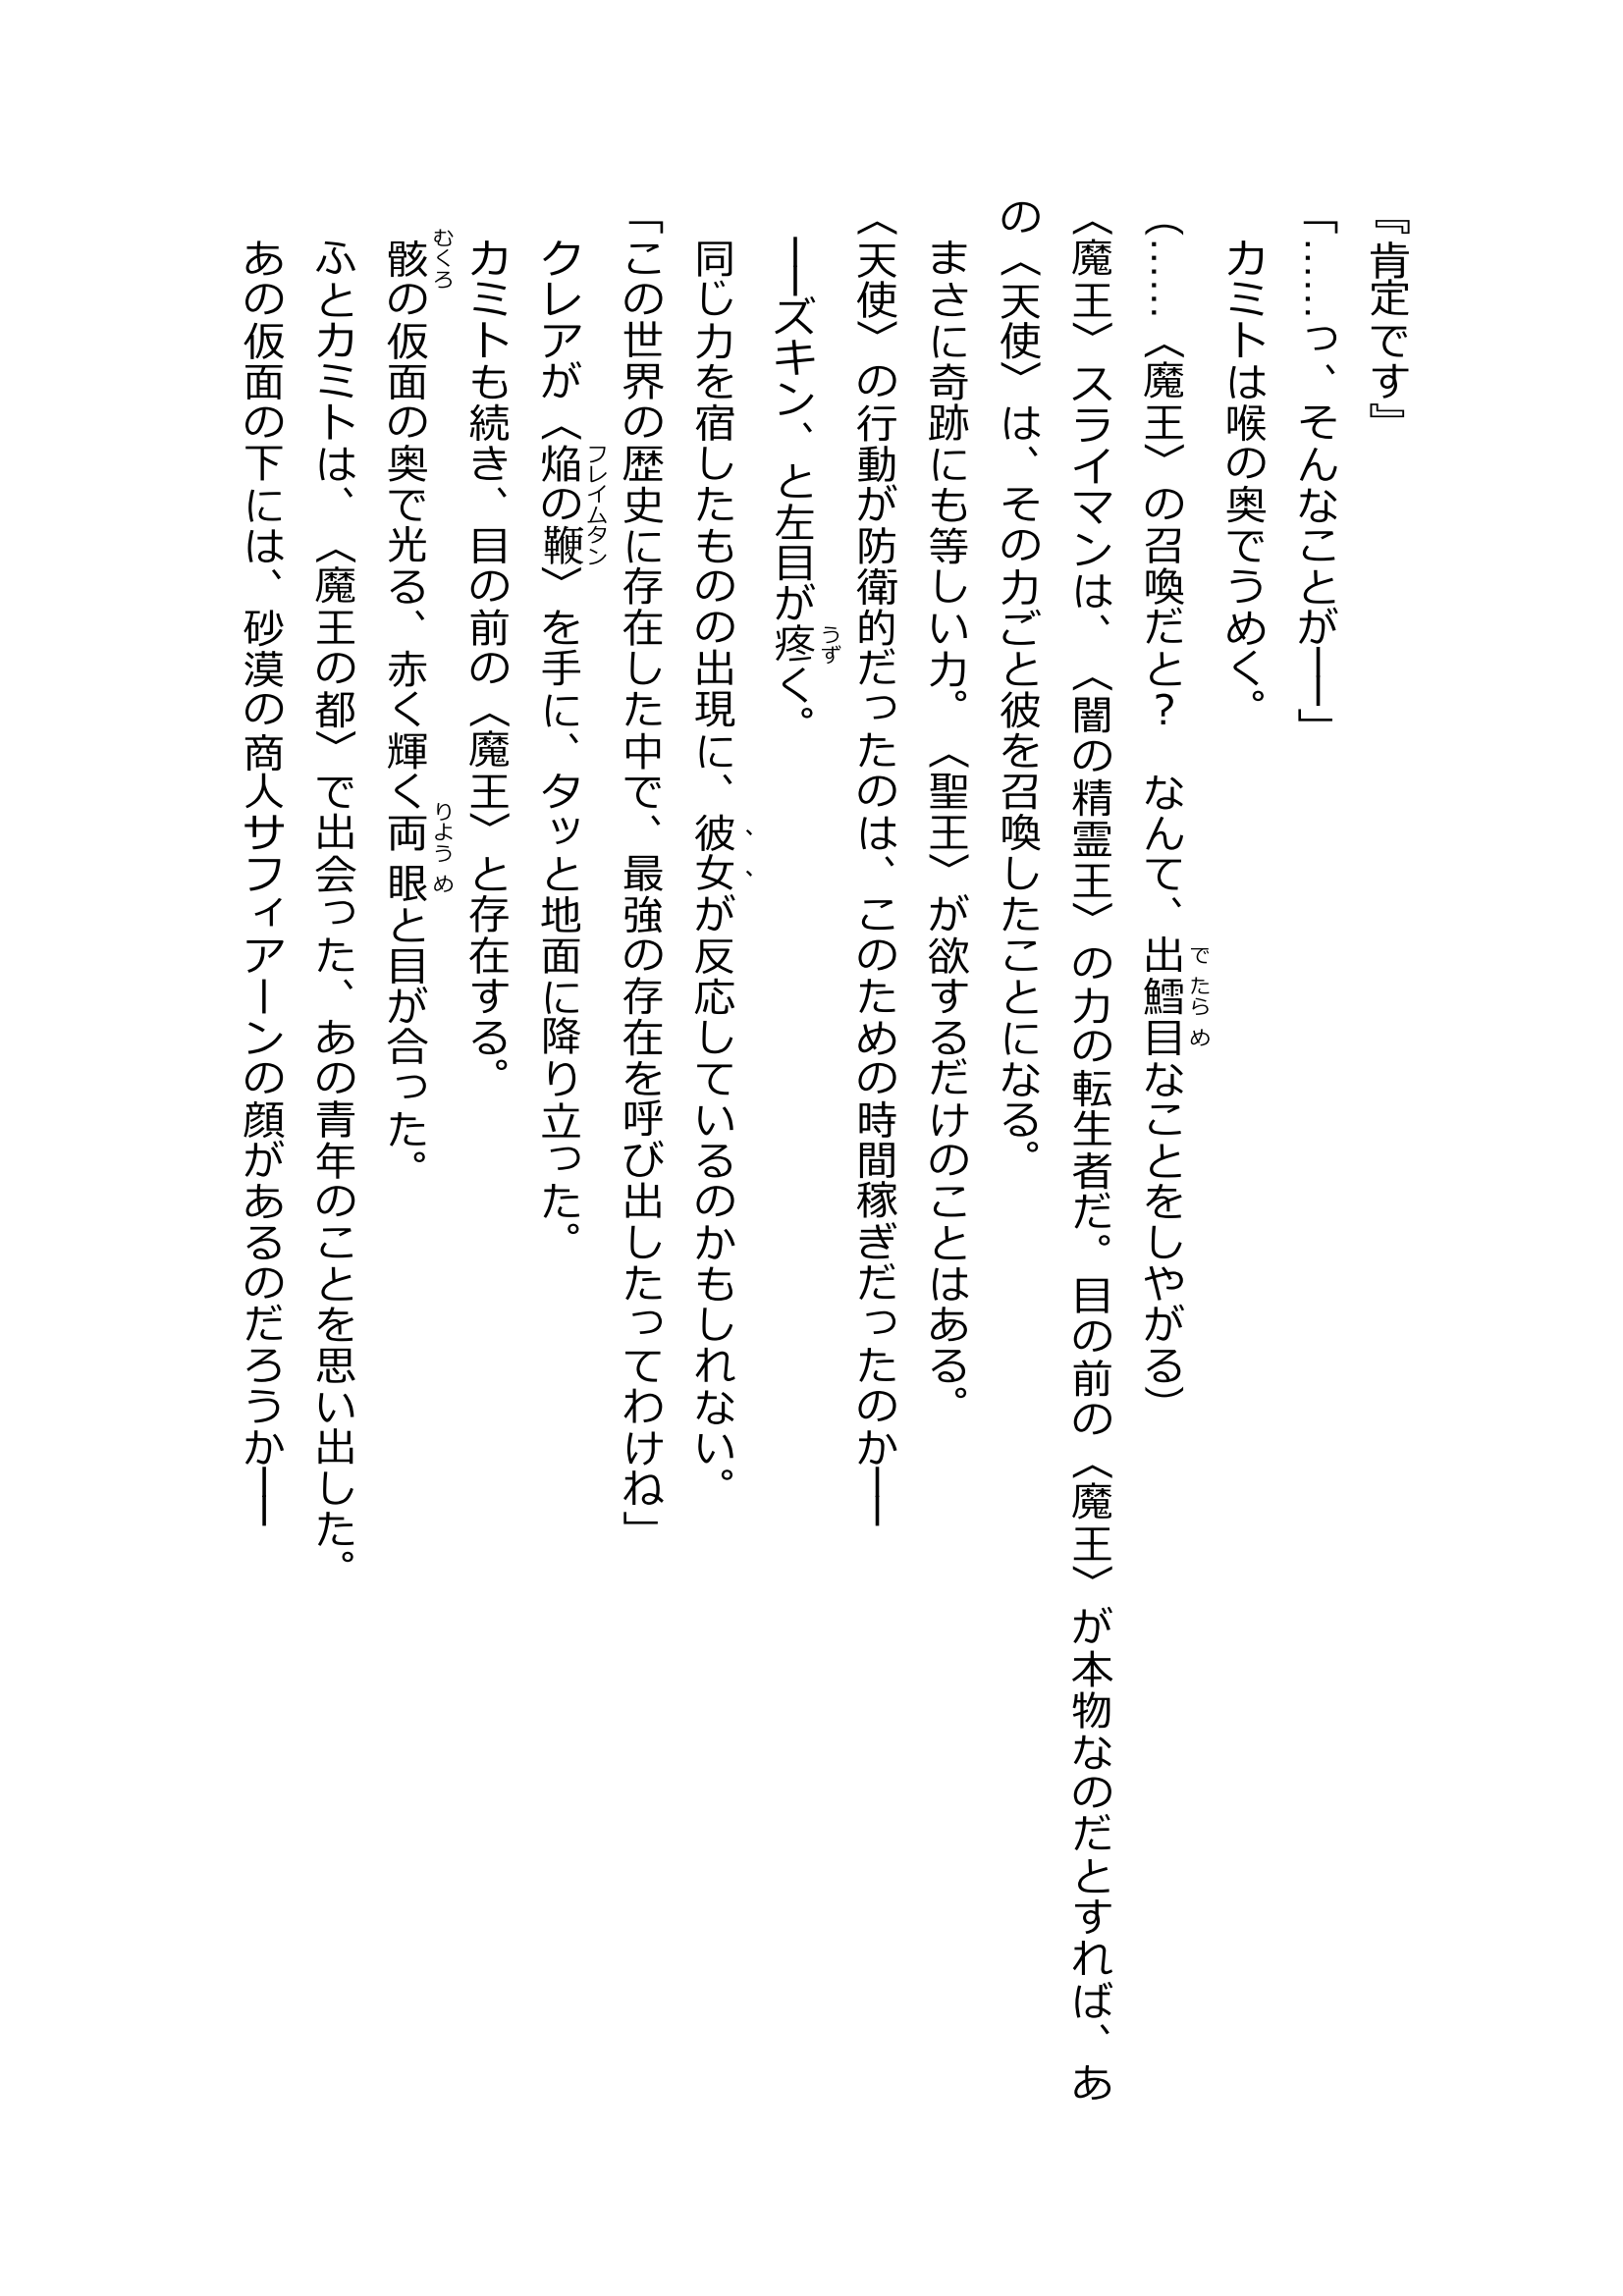 『肯定です』
「……っ、そんなことが――」
　カミトは喉の奥でうめく。
（……〈魔王〉の召喚だと？　なんて、出鱈目なことをしやがる）
〈魔王〉スライマンは、〈闇の精霊王〉の力の転生者だ。目の前の〈魔王〉が本物なのだとすれば、あ
の〈天使〉は、その力ごと彼を召喚したことになる。
　まさに奇跡にも等しい力。〈聖王〉が欲するだけのことはある。
〈天使〉の行動が防衛的だったのは、このための時間稼ぎだったのか――
　――ズキン、と左目が疼く。
　同じ力を宿したものの出現に、彼女が反応しているのかもしれない。
「この世界の歴史に存在した中で、最強の存在を呼び出したってわけね」
　クレアが〈焔の鞭〉を手に、タッと地面に降り立った。
　カミトも続き、目の前の〈魔王〉と存在する。
　骸の仮面の奥で光る、赤く輝く両眼と目が合った。
　ふとカミトは、〈魔王の都〉で出会った、あの青年のことを思い出した。
　あの仮面の下には、砂漠の商人サフィアーンの顔があるのだろうか――